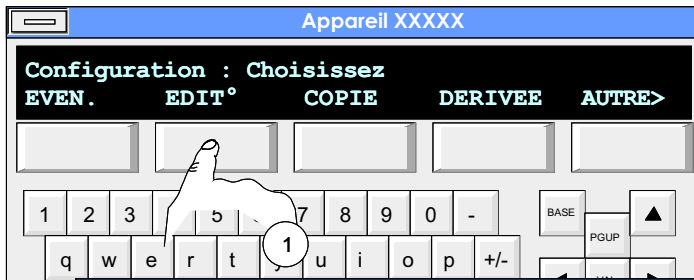 Appareil XXXXX
Configuration : Choisissez
EVEN. EDIT° COPIE DERIVEE AUTRE>
1 2 3 5 7 8 9 0 -
BASE
PGUP
1
q w e r t y u i o p +/-